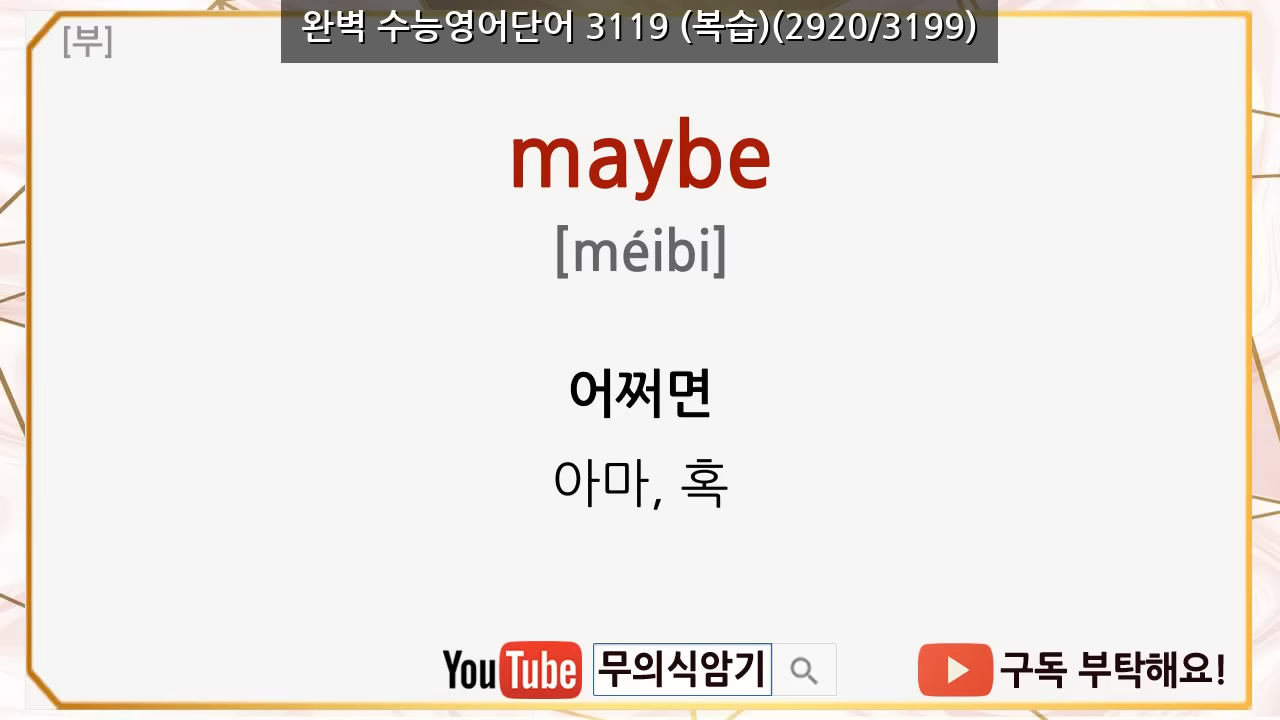 완벽 수능영어단어 3119 (복습)(2920/3199)
[부]
maybe
[méibi]
어쩌면
아마, 혹
YouTube 무의식암기 구독 부탁해요!